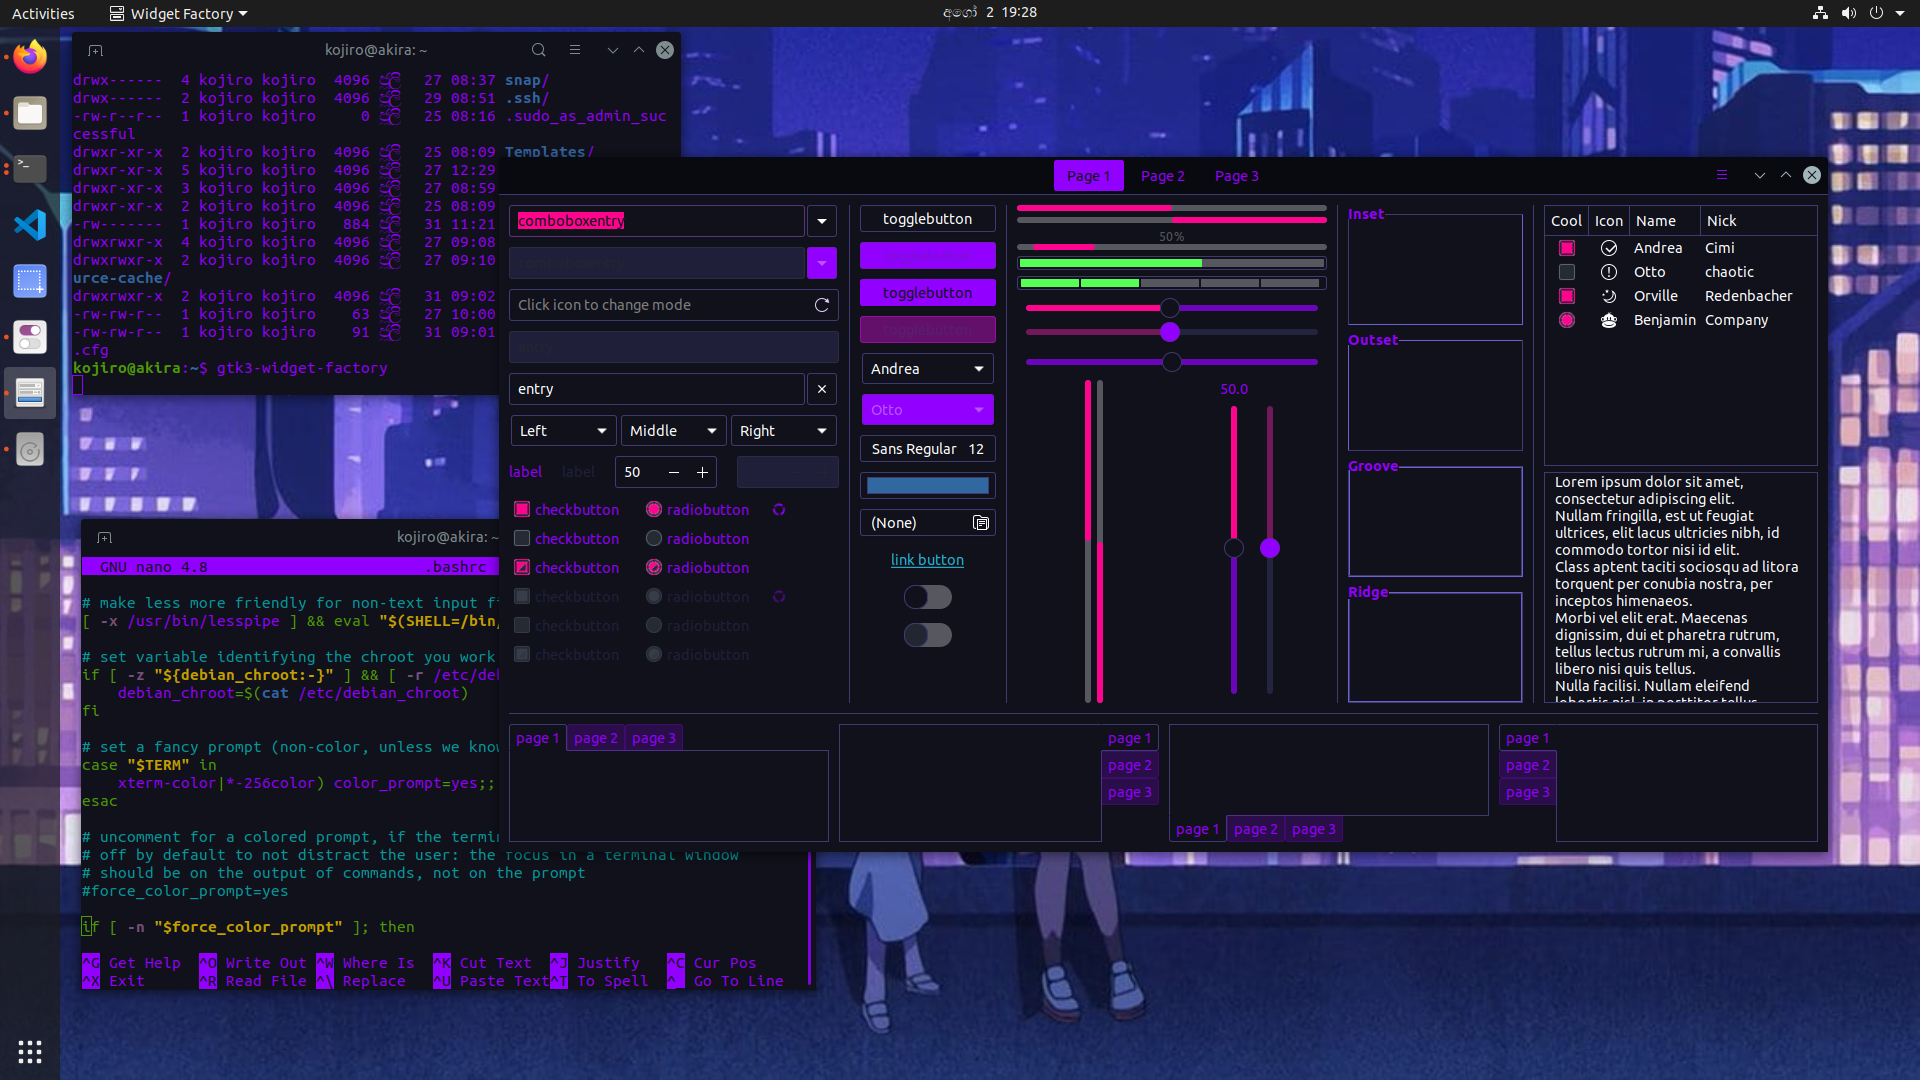 Activities
Widget Factory
අගෝ 2 19:28
kojiro@akira: ~
drwx------ 4 kojiro kojiro 4096 27 08:37 snap/
drwx------ 2 kojiro kojiro 4096 29 08:51 .ssh/
-rw-r--r-- 1 kojiro kojiro 0 25 08:16 .sudo_as_admin_suc
cessful
drwxr-xr-x 2 kojiro kojiro 4096 25 08:09 Templates/
drwxr-xr-x 5 kojiro kojiro 4096 27 12:29
drwxr-xr-x 3 kojiro kojiro 4096 27 08:59
drwxr-xr-x 2 kojiro kojiro 4096 25 08:09
-rw------- 1 kojiro kojiro 884 31 11:21
drwxrwxr-x 4 kojiro kojiro 4096 27 09:08
drwxrwxr-x 2 kojiro kojiro 4096 27 09:10
urce-cache/
drwxrwxr-x 2 kojiro kojiro 4096 31 09:02
-rw-rw-r-- 1 kojiro kojiro 63 27 10:00
-rw-rw-r-- 1 kojiro kojiro 91 31 09:01
.cfg
kojiro@akira:~$ gtk3-widget-factory
Page 1 Page 2 Page 3
comboboxentry
Click icon to change mode
entry
Left Middle Right
label label 50
checkbutton radiobutton
checkbutton radiobutton
checkbutton radiobutton
checkbutton radiobutton
checkbutton radiobutton
checkbutton radiobutton
togglebutton
togglebutton
togglebutton
togglebutton
Andrea
Otto
Sans Regular 12
(None)
link button
50%
50.0
Inset
Outset
Groove
Ridge
Cool Icon Name Nick
Andrea Cimi
Otto chaotic
Orville Redenbacher
Benjamin Company
Lorem ipsum dolor sit amet,
consectetur adipiscing elit.
Nullam fringilla, est ut feugiat
ultrices, elit lacus ultricies nibh, id
commodo tortor nisi id elit.
Class aptent taciti sociosqu ad litora
torquent per conubia nostra, per
inceptos himenaeos.
Morbi vel elit erat. Maecenas
dignissim, dui et pharetra rutrum,
tellus lectus rutrum mi, a convallis
libero nisi quis tellus.
Nulla facilisi. Nullam eleifend
lobortis nisl, in porttitor tellus
page 1 page 2 page 3
page 1
page 2
page 3
page 1 page 2 page 3
page 1
page 2
page 3
kojiro@akira: ~
GNU nano 4.8 .bashrc
# make less more friendly for non-text input fi
[ -x /usr/bin/lesspipe ] && eval "$(SHELL=/bin/
# set variable identifying the chroot you work
if [ -z "${debian_chroot:-}" ] && [ -r /etc/deb
debian_chroot=$(cat /etc/debian_chroot)
fi
# set a fancy prompt (non-color, unless we know
case "$TERM" in
xterm-color|*-256color) color_prompt=yes;;
esac
# uncomment for a colored prompt, if the termin
# off by default to not distract the user: the focus in a terminal window
# should be on the output of commands, not on the prompt
#force_color_prompt=yes
if [ -n "$force_color_prompt" ]; then
^G Get Help ^O Write Out ^W Where Is ^K Cut Text ^J Justify ^C Cur Pos
^X Exit ^R Read File ^\ Replace ^U Paste Text ^T To Spell ^_ Go To Line